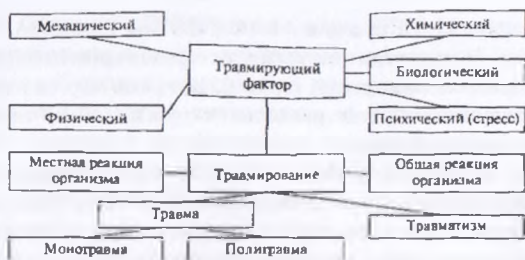 Механический
Химический
Травмирующий
фактор
Биологический
Физический
Психический (стресс)
Местная реакция
организма
Травмирование
Общая реакция
организма
Травма
Травматизм
Монотравма
Политравма